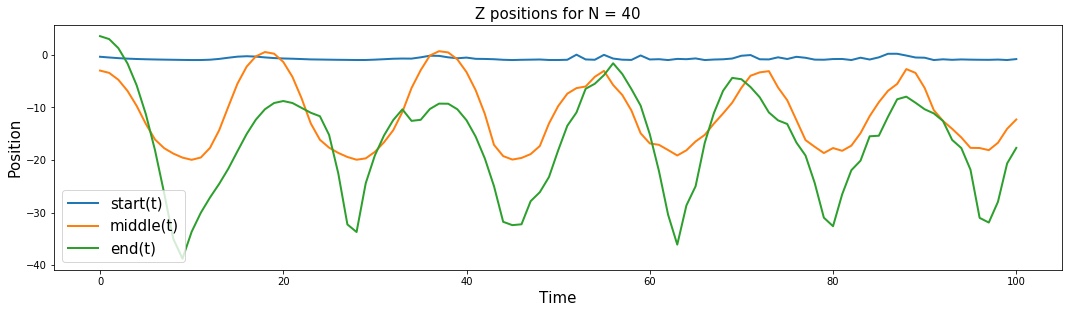 Z positions for N = 40
Position
0
−10
−20
−30
−40
start(t)
middle(t)
end(t)
0
20
40
60
80
100
Time